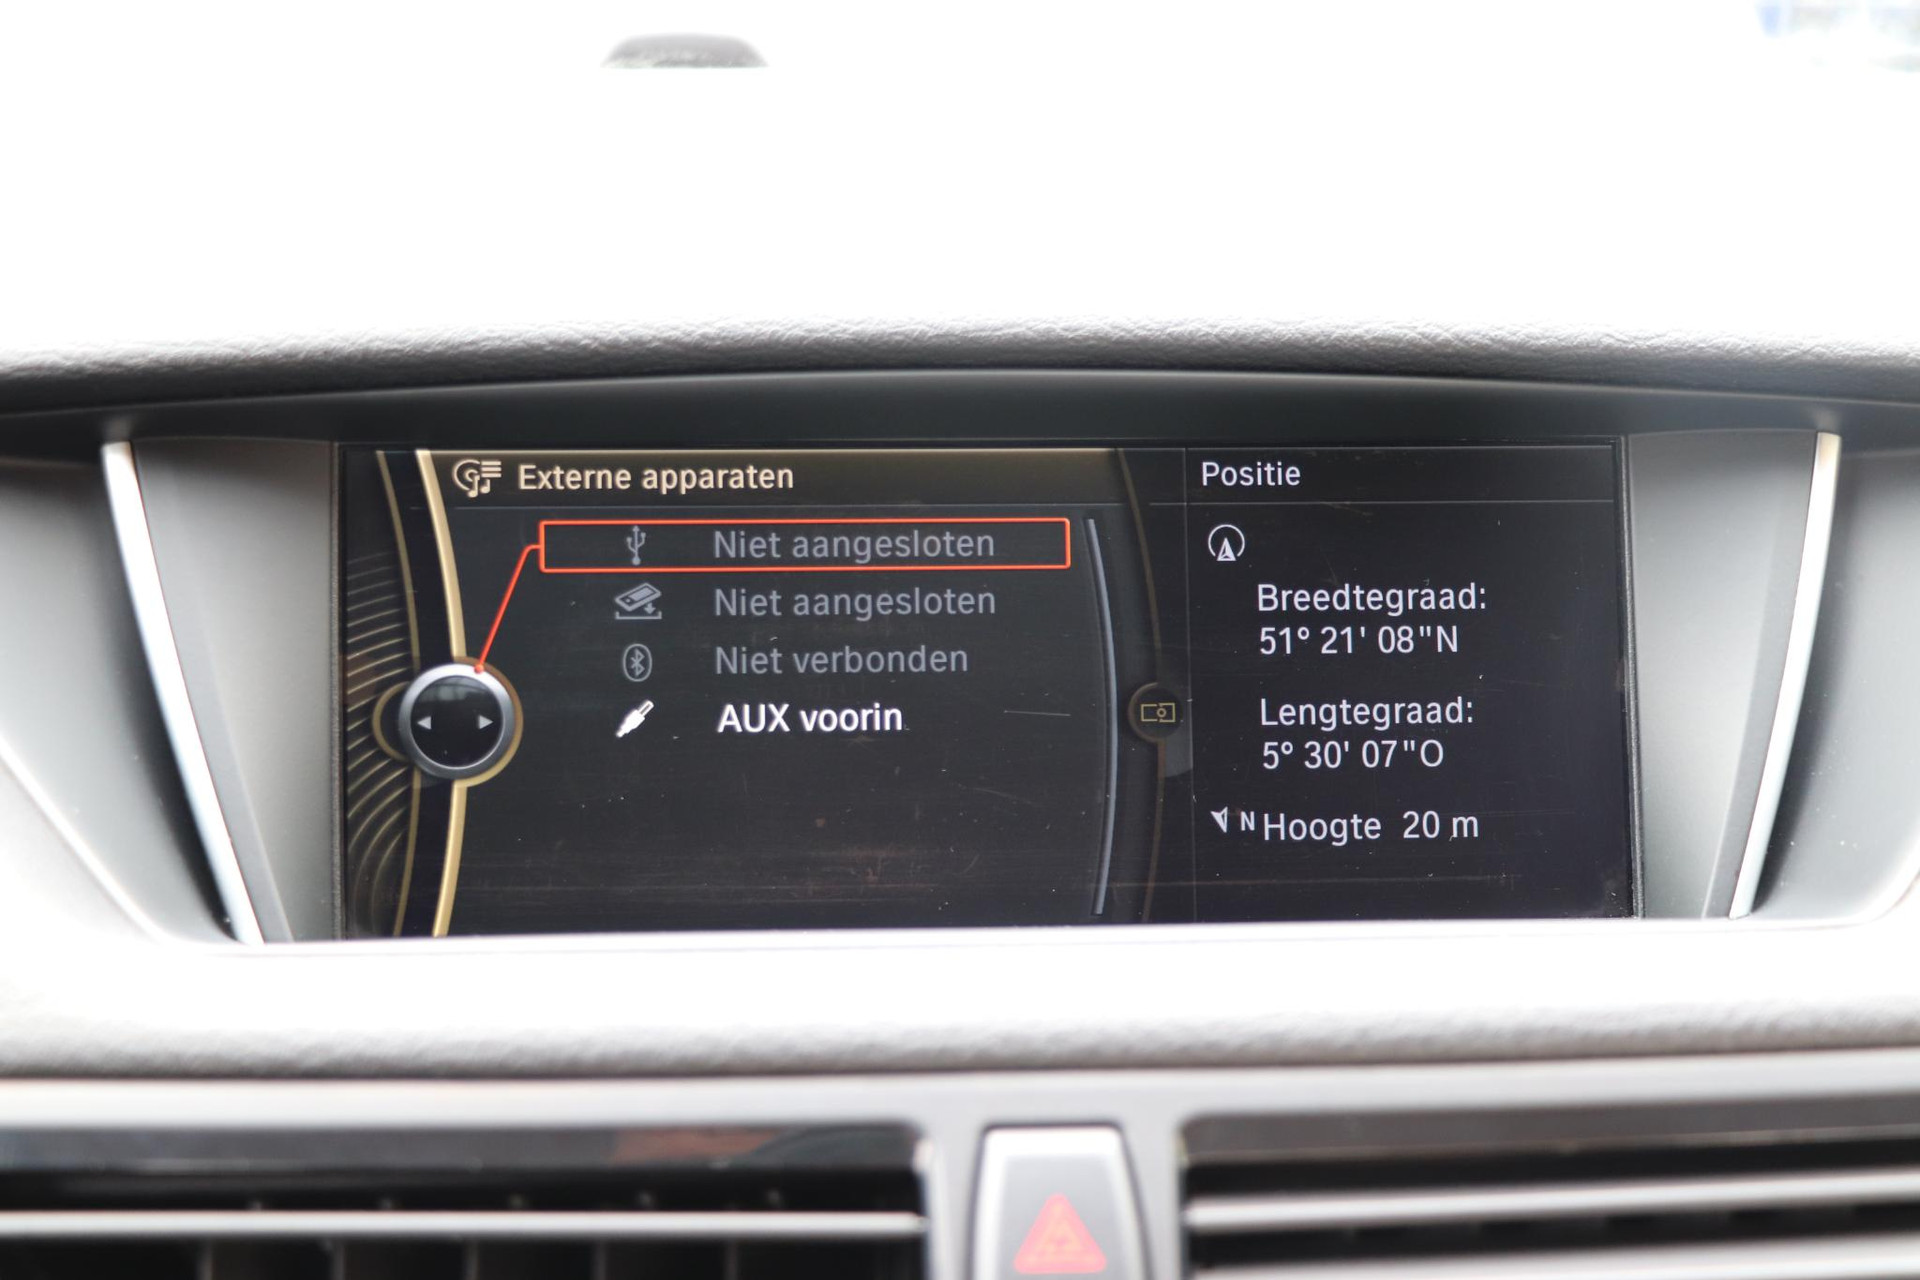 Externe apparaten
Niet aangesloten
Niet aangesloten
Niet verbonden
AUX voorin
Positie
Breedtegraad:
51° 21' 08"N
Lengtegraad:
5° 30' 07"O
N Hoogte 20 m